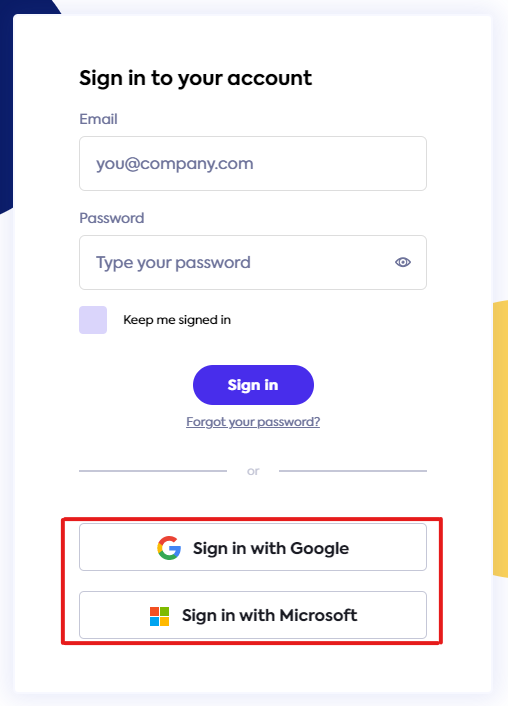 Sign in to your account
Email
you@company.com
Password
Type your password
Keep me signed in
Sign in
Forgot your password?
or
Sign in with Google
Sign in with Microsoft